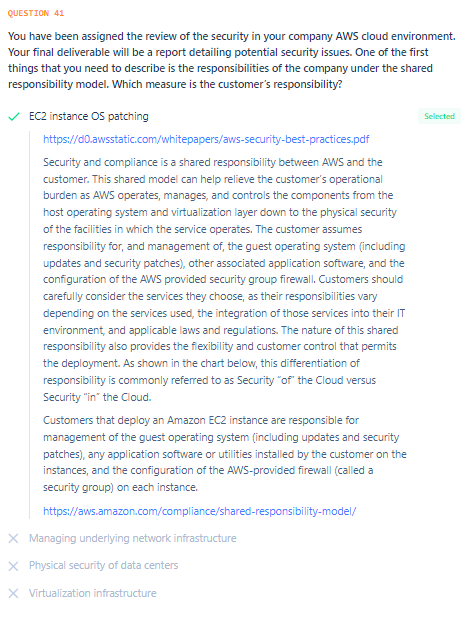 QUESTION 41
You have been assigned the review of the security in your company AWS cloud environment.
Your final deliverable will be a report detailing potential security issues. One of the first
things that you need to describe is the responsibilities of the company under the shared
responsibility model. Which measure is the customer's responsibility?
EC2 instance OS patching
Selected
https://d0.awsstatic.com/whitepapers/aws-security-best-practices.pdf
Security and compliance is a shared responsibility between AWS and the
customer. This shared model can help relieve the customer's operational
burden as AWS operates, manages, and controls the components from the
host operating system and virtualization layer down to the physical security
of the facilities in which the service operates. The customer assumes
responsibility for, and management of, the guest operating system (including
updates and security patches), other associated application software, and the
configuration of the AWS provided security group firewall. Customers should
carefully consider the services they choose, as their responsibilities vary
depending on the services used, the integration of those services into their IT
environment, and applicable laws and regulations. The nature of this shared
responsibility also provides the flexibility and customer control that permits
the deployment. As shown in the chart below, this differentiation of
responsibility is commonly referred to as Security "of" the Cloud versus
Security "in" the Cloud.
Customers that deploy an Amazon EC2 instance are responsible for
management of the guest operating system (including updates and security
patches), any application software or utilities installed by the customer on the
instances, and the configuration of the AWS-provided firewall (called a
security group) on each instance.
https://aws.amazon.com/compliance/shared-responsibility-model/
Managing underlying network infrastructure
Physical security of data centers
Virtualization infrastructure